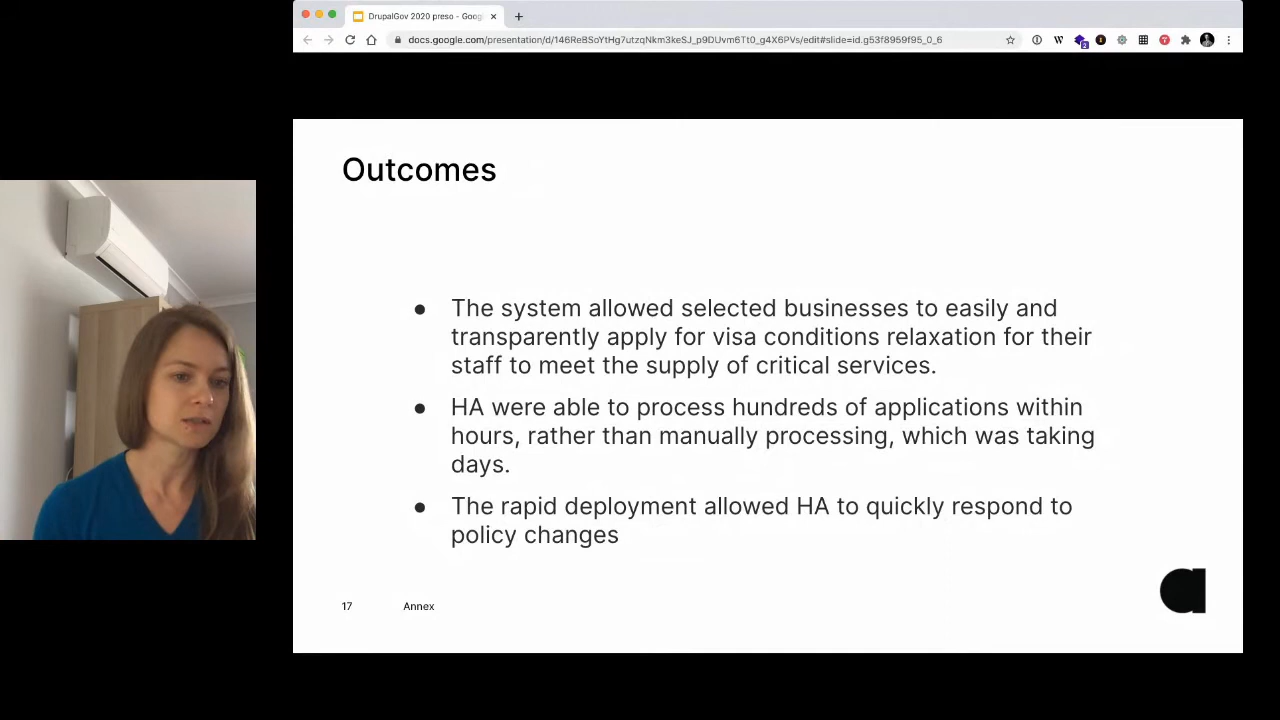 DrupalGov 2020 preso - Goog
docs.google.com/presentation/d/146ReBSoYtHg7utzqNkm3keSJ_p9DUvm6Tt0_g4X6PVs/edit#slide=id.g53f8959f95_0_6
Outcomes
● The system allowed selected businesses to easily and
transparently apply for visa conditions relaxation for their
staff to meet the supply of critical services.
● HA were able to process hundreds of applications within
hours, rather than manually processing, which was taking
days.
● The rapid deployment allowed HA to quickly respond to
policy changes
17 Annex